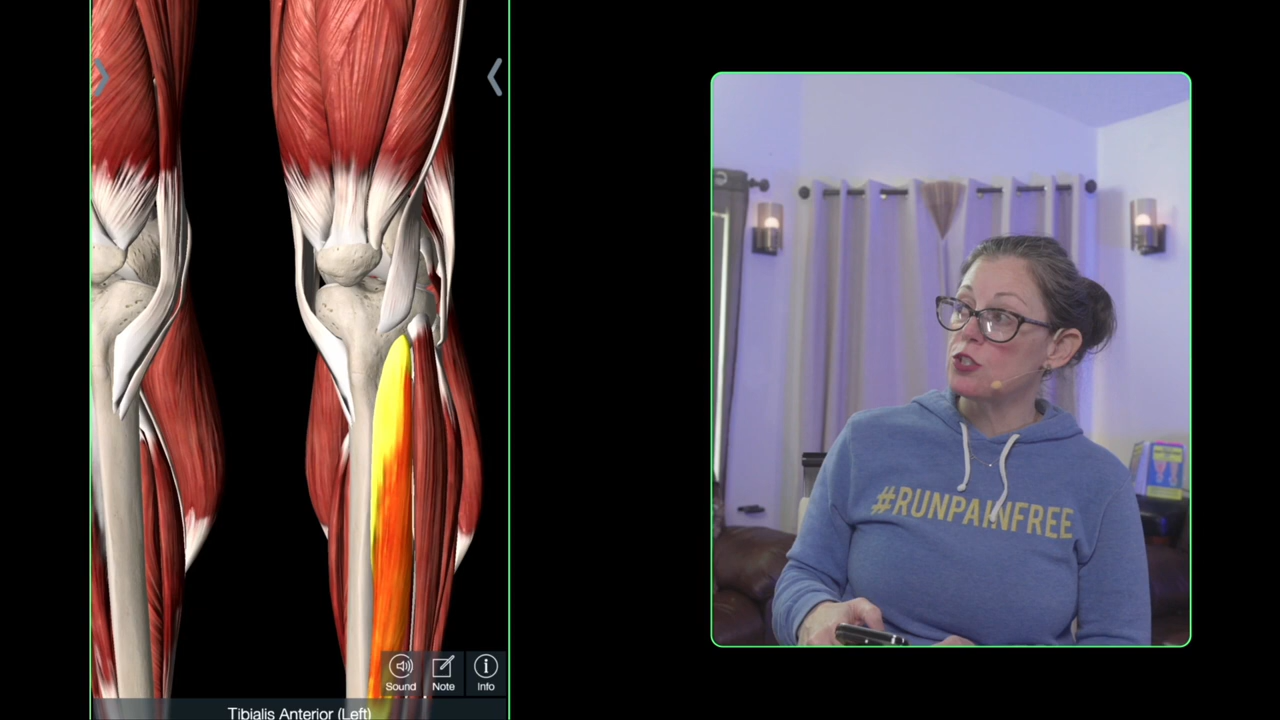 Sound
Note
Info
Tibialis Anterior (Left)
#RUNPAINFREE